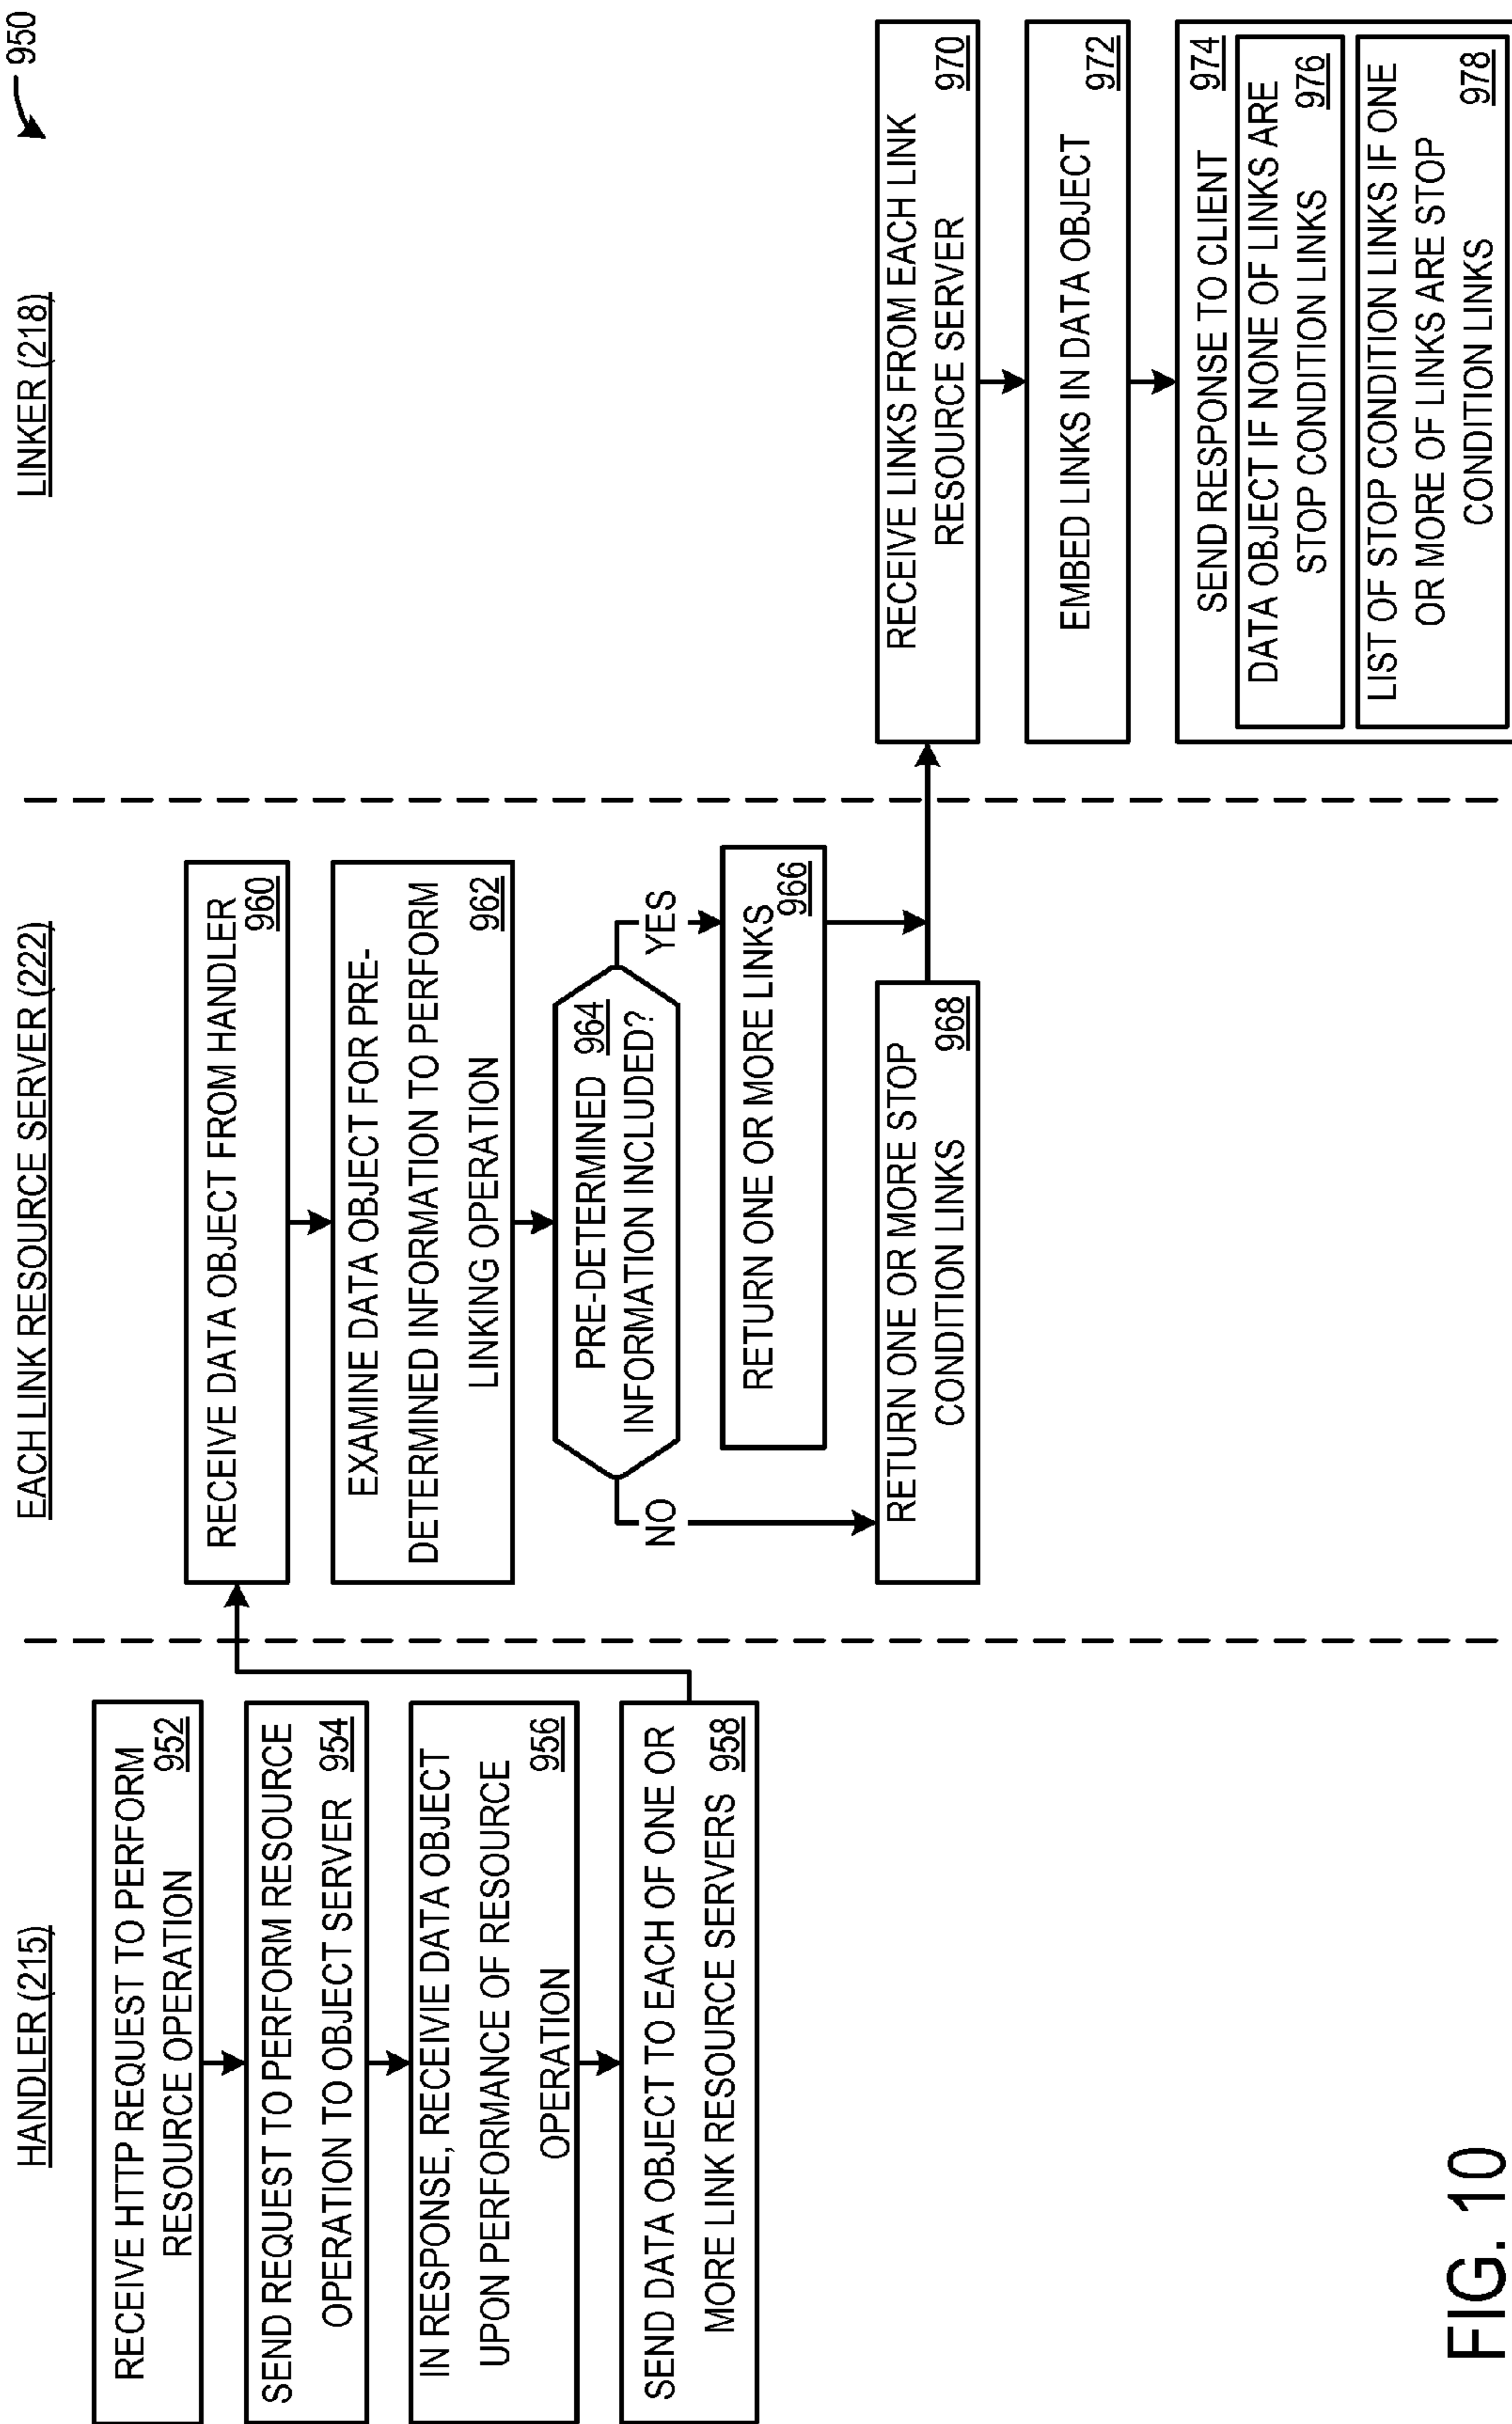 950
HANDLER (215)
RECEIVE HTTP REQUEST TO PERFORM
RESOURCE OPERATION 952
SEND REQUEST TO PERFORM RESOURCE
OPERATION TO OBJECT SERVER 954
IN RESPONSE, RECEIVIE DATA OBJECT
UPON PERFORMANCE OF RESOURCE 956
OPERATION
SEND DATA OBJECT TO EACH OF ONE OR
MORE LINK RESOURCE SERVERS 958
EACH LINK RESOURCE SERVER (222)
RECEIVE DATA OBJECT FROM HANDLER
960
EXAMINE DATA OBJECT FOR PRE-
DETERMINED INFORMATION TO PERFORM
LINKING OPERATION 962
PRE-DETERMINED 964
INFORMATION INCLUDED?
NO
YES
RETURN ONE OR MORE LINKS
966
RETURN ONE OR MORE STOP
CONDITION LINKS 968
LINKER (218)
RECEIVE LINKS FROM EACH LINK
RESOURCE SERVER 970
EMBED LINKS IN DATA OBJECT
972
SEND RESPONSE TO CLIENT 974
DATA OBJECT IF NONE OF LINKS ARE
STOP CONDITION LINKS 976
LIST OF STOP CONDITION LINKS IF ONE
OR MORE OF LINKS ARE STOP
CONDITION LINKS 978
FIG. 10